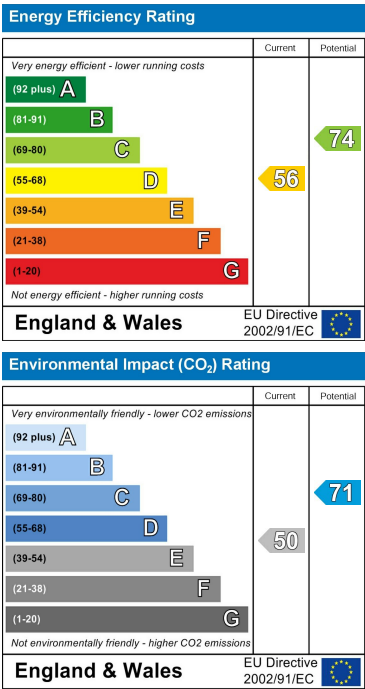 Energy Efficiency Rating
Current Potential
Very energy efficient - lower running costs
(92 plus) A
(81-91) B
(69-80) C
74
(55-68) D
56
(39-54) E
(21-38) F
(1-20) G
Not energy efficient - higher running costs
England & Wales
EU Directive
2002/91/EC
Environmental Impact (CO₂) Rating
Current Potential
Very environmentally friendly - lower CO2 emissions
(92 plus) A
(81-91) B
(69-80) C
71
(55-68) D
(39-54) E
50
(21-38) F
(1-20) G
Not environmentally friendly - higher CO2 emissions
England & Wales
EU Directive
2002/91/EC